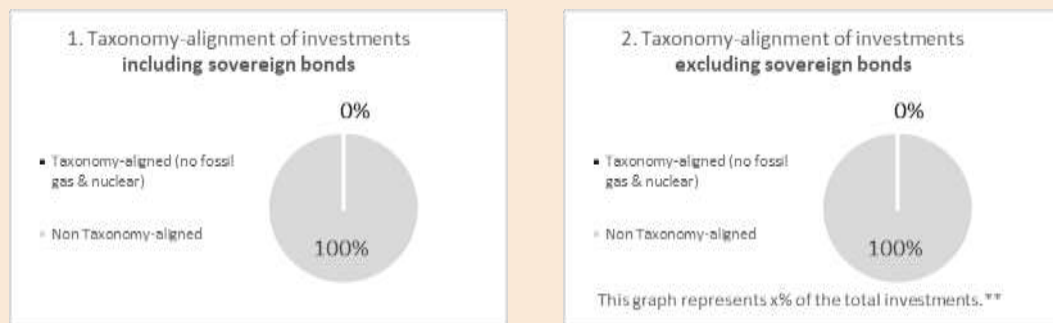 1. Taxonomy-alignment of investments
including sovereign bonds
0%
Taxonomy-aligned (no fossil
gas & nuclear)
Non Taxonomy-aligned
100%
2. Taxonomy-alignment of investments
excluding sovereign bonds
0%
Taxonomy-aligned (no fossil
gas & nuclear)
Non Taxonomy-aligned
100%
This graph represents x% of the total investments.**